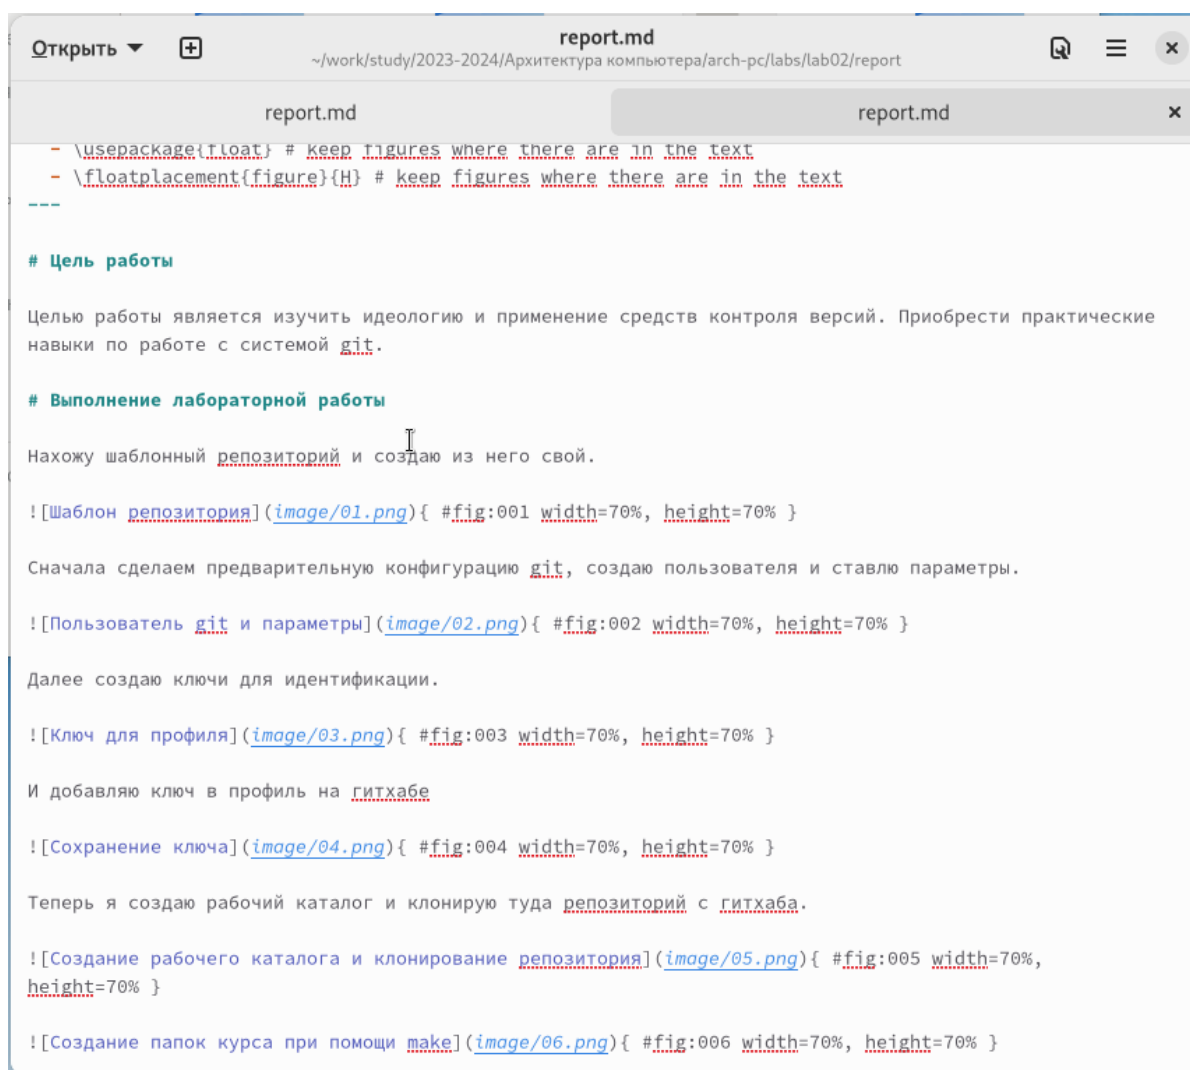 Открыть
report.md
~/work/study/2023-2024/Архитектура компьютера/arch-pc/labs/lab02/report
report.md report.md
- \usepackage{float} # keep figures where there are in the text
- \floatplacement{figure}{H} # keep figures where there are in the text
---
# Цель работы
Целью работы является изучить идеологию и применение средств контроля версий. Приобрести практические
навыки по работе с системой git.
# Выполнение лабораторной работы
Нахожу шаблонный репозиторий и создаю из него свой.
![Шаблон репозитория](image/01.png){ #fig:001 width=70%, height=70% }
Сначала сделаем предварительную конфигурацию git, создаю пользователя и ставлю параметры.
![Пользователь git и параметры](image/02.png){ #fig:002 width=70%, height=70% }
Далее создаю ключи для идентификации.
![Ключ для профиля](image/03.png){ #fig:003 width=70%, height=70% }
И добавляю ключ в профиль на гитхабе
![Сохранение ключа](image/04.png){ #fig:004 width=70%, height=70% }
Теперь я создаю рабочий каталог и клонирую туда репозиторий с гитхаба.
![Создание рабочего каталога и клонирование репозитория](image/05.png){ #fig:005 width=70%,
height=70% }
![Создание папок курса при помощи make](image/06.png){ #fig:006 width=70%, height=70% }